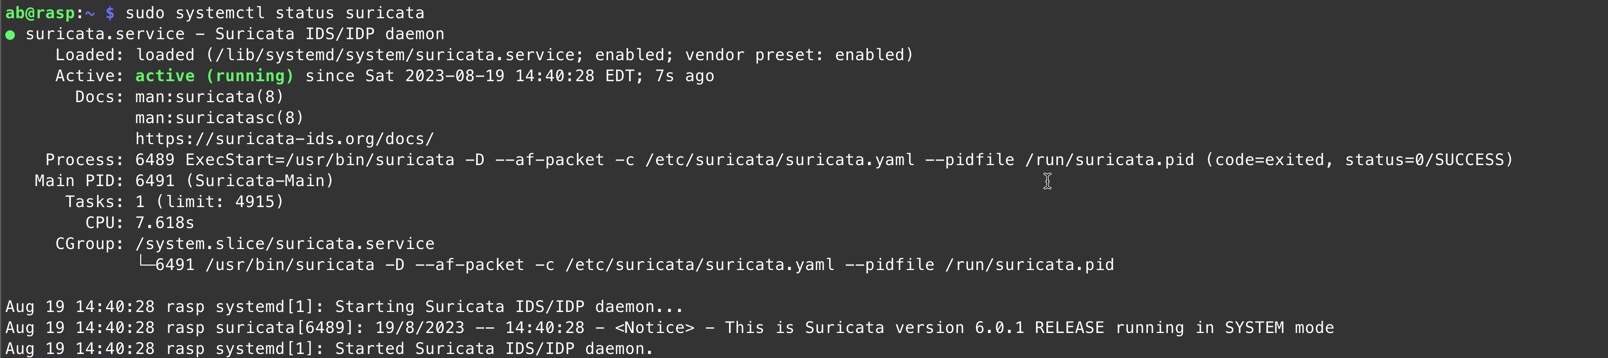 ab@rasp:~ $ sudo systemctl status suricata
● suricata.service - Suricata IDS/IDP daemon
     Loaded: loaded (/lib/systemd/system/suricata.service; enabled; vendor preset: enabled)
     Active: active (running) since Sat 2023-08-19 14:40:28 EDT; 7s ago
       Docs: man:suricata(8)
             man:suricatasc(8)
             https://suricata-ids.org/docs/
    Process: 6489 ExecStart=/usr/bin/suricata -D --af-packet -c /etc/suricata/suricata.yaml --pidfile /run/suricata.pid (code=exited, status=0/SUCCESS)
   Main PID: 6491 (Suricata-Main)
      Tasks: 1 (limit: 4915)
        CPU: 7.618s
     CGroup: /system.slice/suricata.service
             └─6491 /usr/bin/suricata -D --af-packet -c /etc/suricata/suricata.yaml --pidfile /run/suricata.pid

Aug 19 14:40:28 rasp systemd[1]: Starting Suricata IDS/IDP daemon...
Aug 19 14:40:28 rasp suricata[6489]: 19/8/2023 -- 14:40:28 - <Notice> - This is Suricata version 6.0.1 RELEASE running in SYSTEM mode
Aug 19 14:40:28 rasp systemd[1]: Started Suricata IDS/IDP daemon.